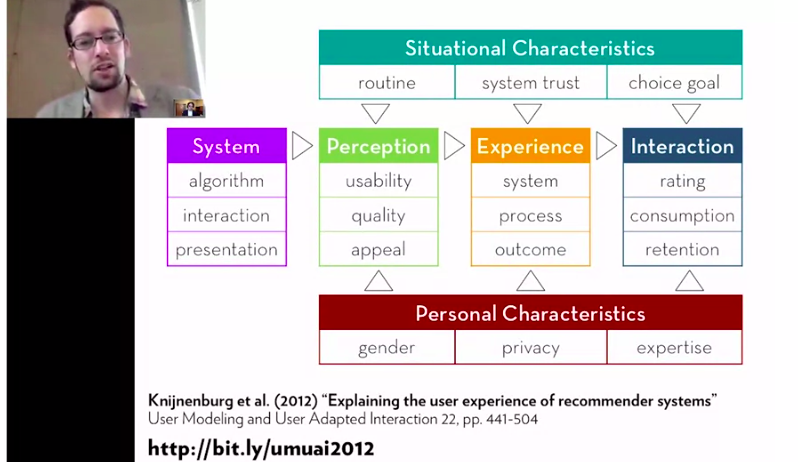 Situational Characteristics
routine system trust choice goal
System Perception Experience Interaction
algorithm usability system rating
interaction quality process consumption
presentation appeal outcome retention
Personal Characteristics
gender privacy expertise
Knijnenburg et al. (2012) “Explaining the user experience of recommender systems”
User Modeling and User Adapted Interaction 22, pp. 441-504
http://bit.ly/umuai2012